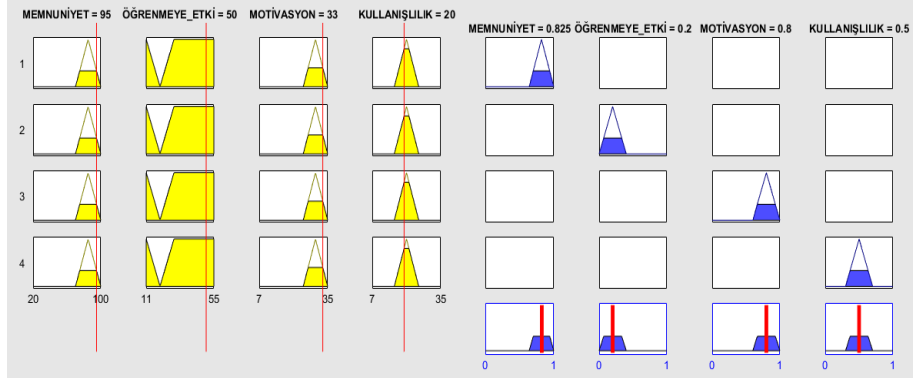 MEMNUNİYET = 95 ÖĞRENMEYE_ETKİ = 50 MOTİVASYON = 33 KULLANIŞLILIK = 20
MEMNUNİYET = 0.825 ÖĞRENMEYE_ETKİ = 0.2 MOTİVASYON = 0.8 KULLANIŞLILIK = 0.5
1
2
3
4
20 100 11 55 7 35 7 35
0 1 0 1 0 1 0 1